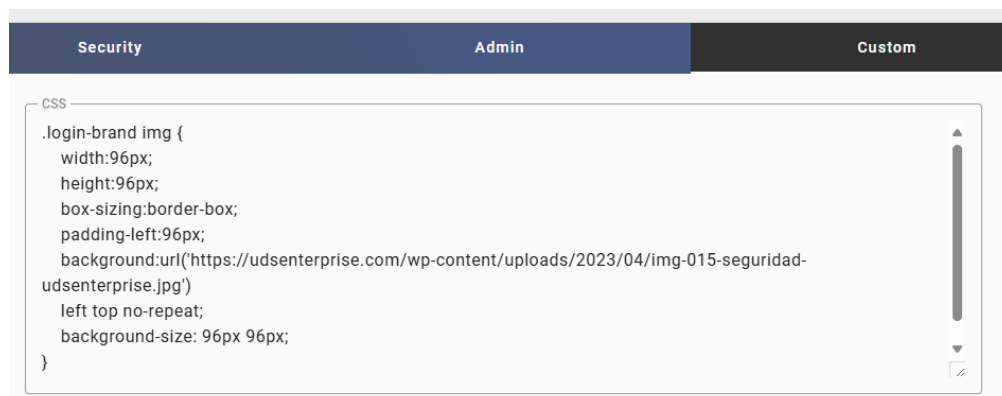 Security Admin Custom
CSS
.login-brand img {
width:96px;
height:96px;
box-sizing:border-box;
padding-left:96px;
background:url('https://udsenterprise.com/wp-content/uploads/2023/04/img-015-seguridad-
udsenterprise.jpg')
left top no-repeat;
background-size: 96px 96px;
}